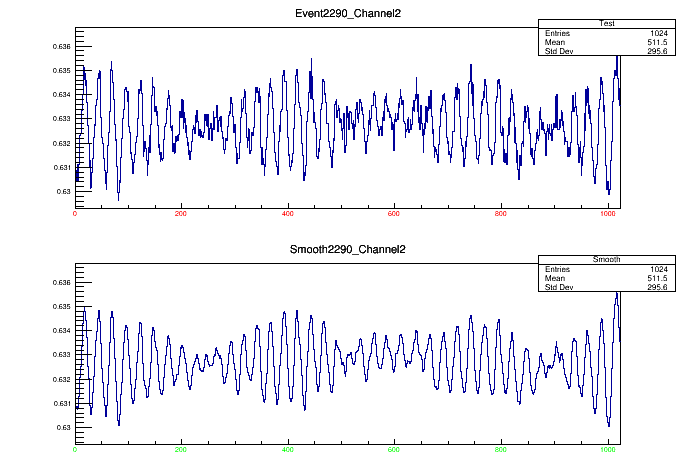 Event2290_Channel2
Test
Entries 1024
Mean 511.5
Std Dev 295.6
0.636
0.635
0.634
0.633
0.632
0.631
0.63
0 200 400 600 800 1000
Smooth2290_Channel2
Smooth
Entries 1024
Mean 511.5
Std Dev 295.6
0.636
0.635
0.634
0.633
0.632
0.631
0.63
0 200 400 600 800 1000